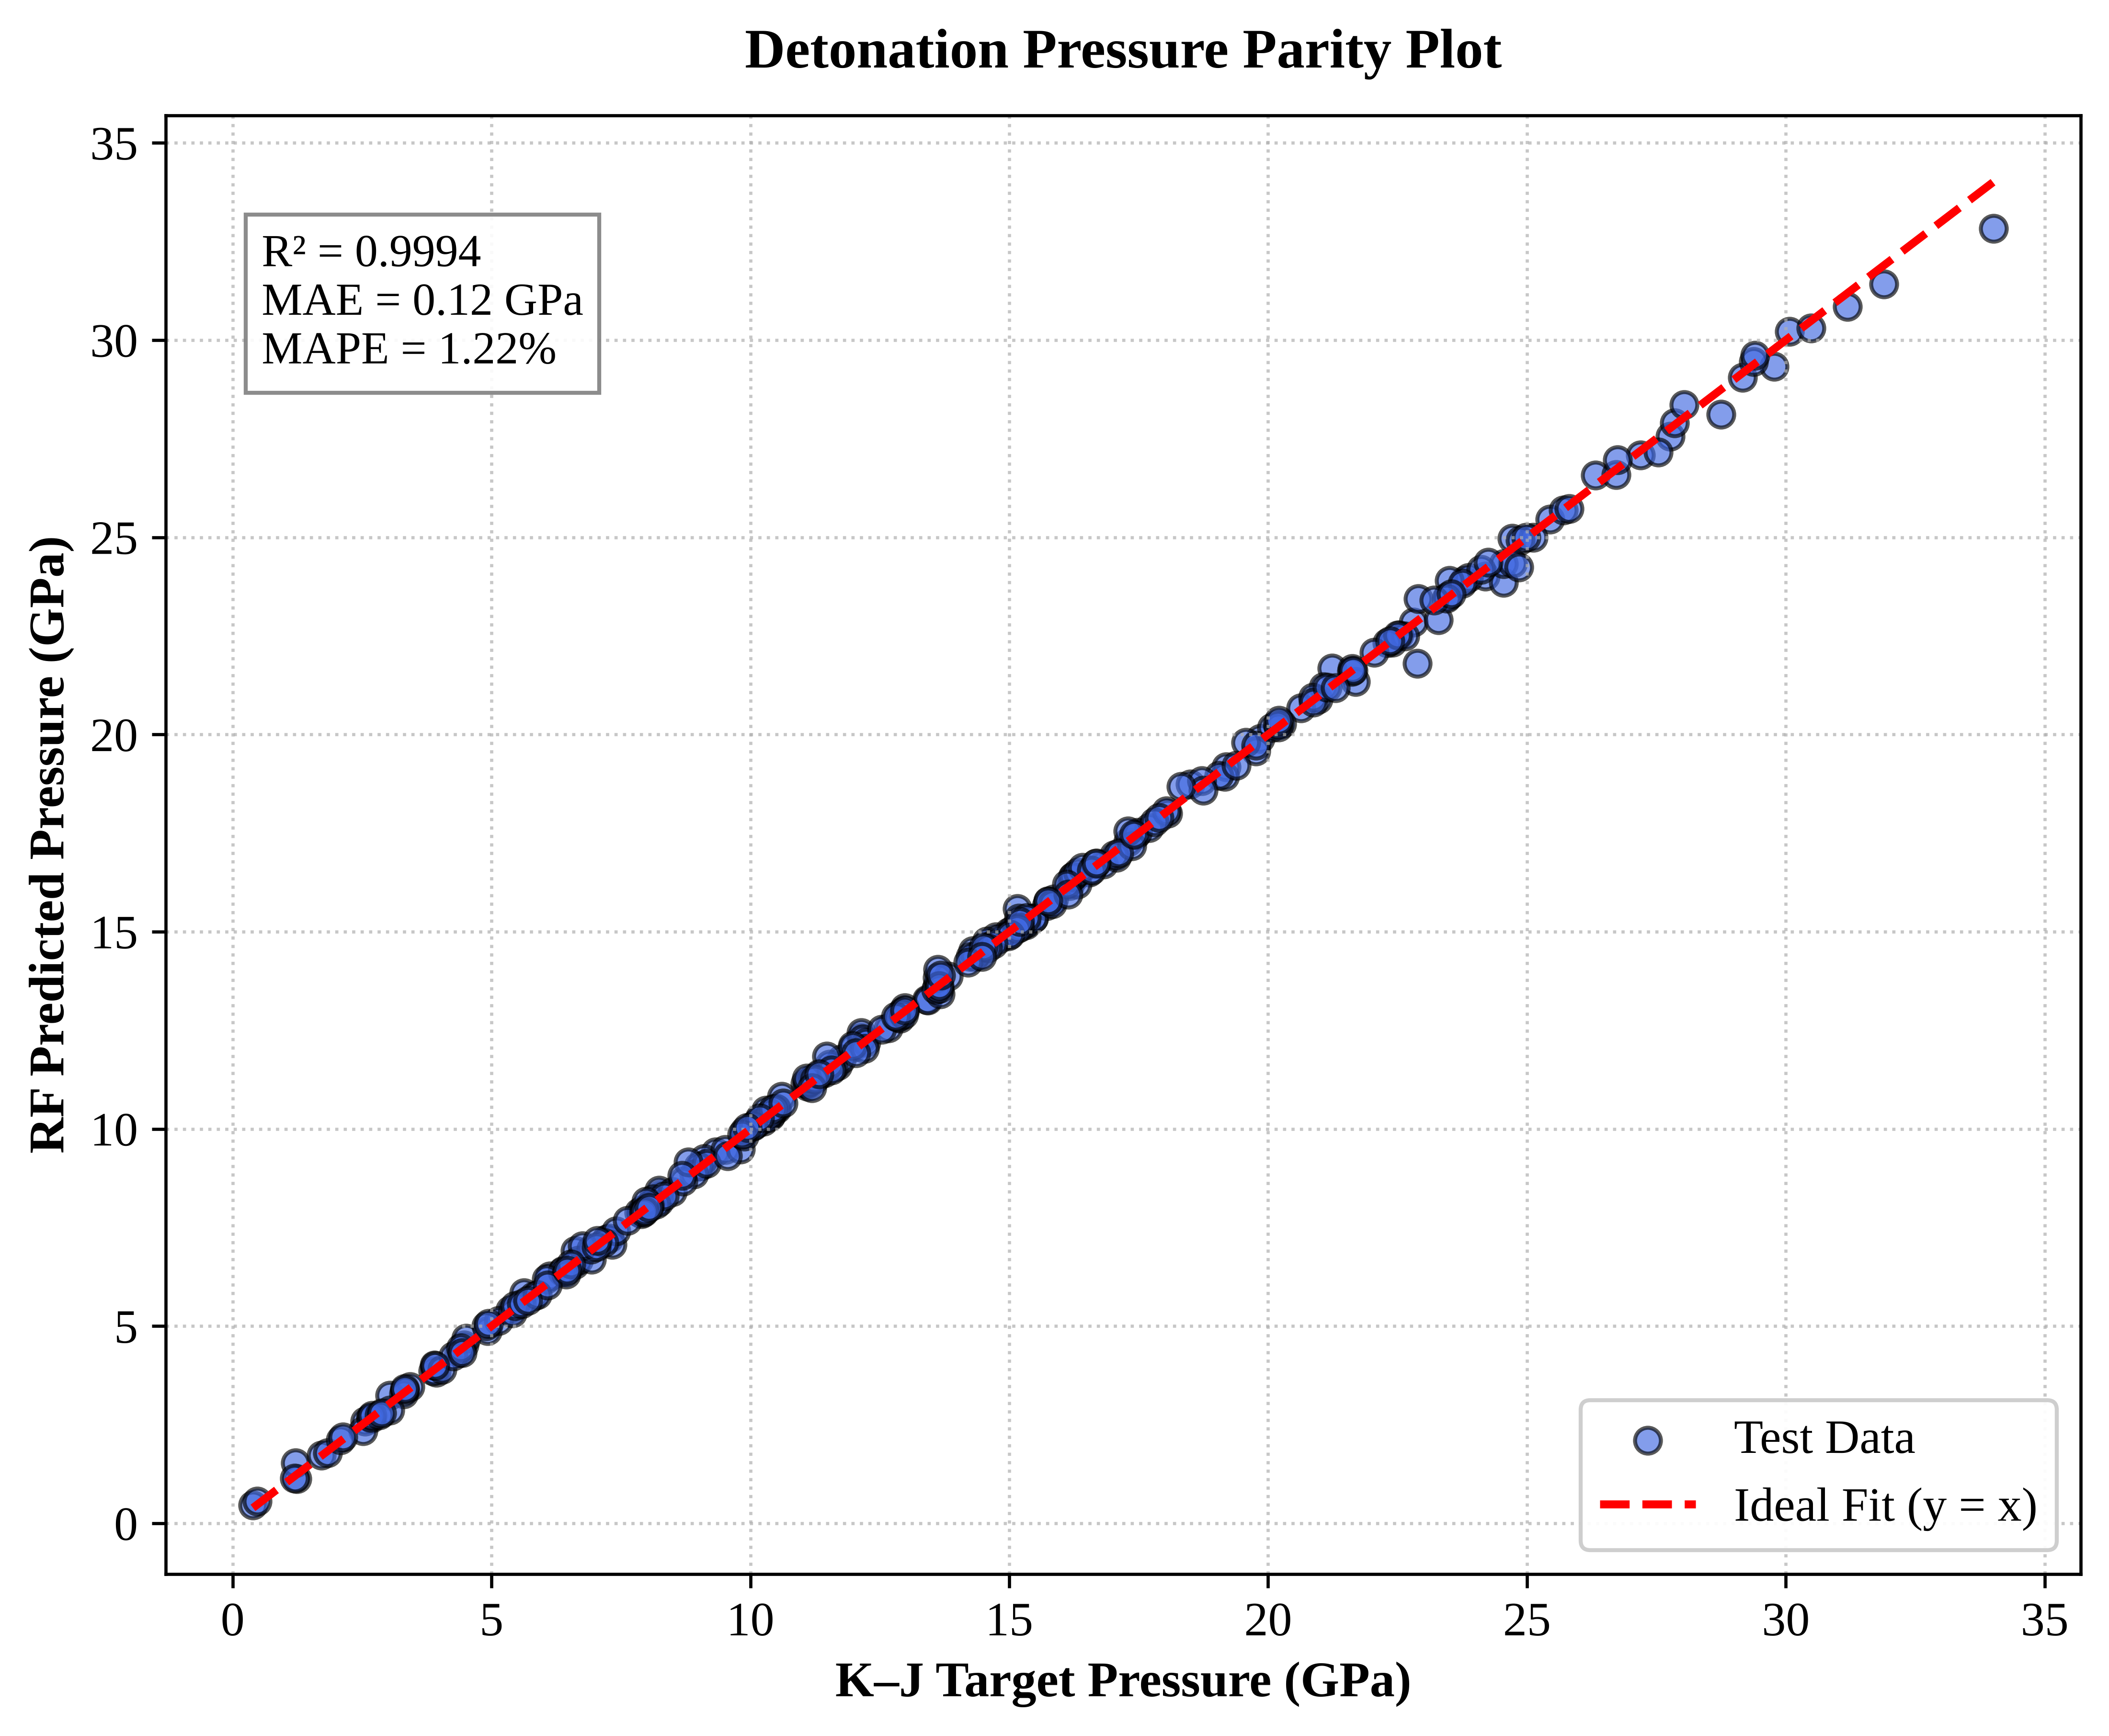 Detonation Pressure Parity Plot
R² = 0.9994
MAE = 0.12 GPa
MAPE = 1.22%
RF Predicted Pressure (GPa)
35
30
25
20
15
10
5
0
Test Data
Ideal Fit (y = x)
0 5 10 15 20 25 30 35
K–J Target Pressure (GPa)